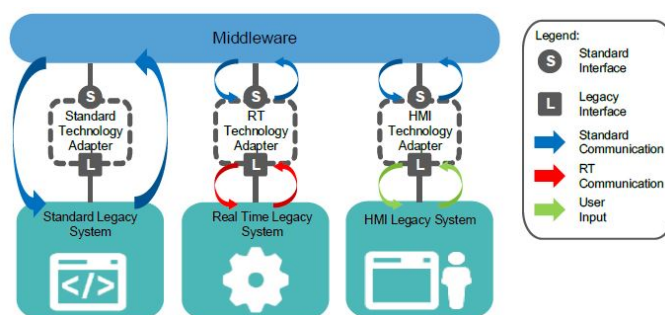 Middleware
S
Standard
Technology
Adapter
L
Standard Legacy
System
</>
S
RT
Technology
Adapter
L
Real Time Legacy
System
S
HMI
Technology
Adapter
L
HMI Legacy System
Legend:
S
Standard
Interface
L
Legacy
Interface
Standard
Communication
RT
Communication
User
Input